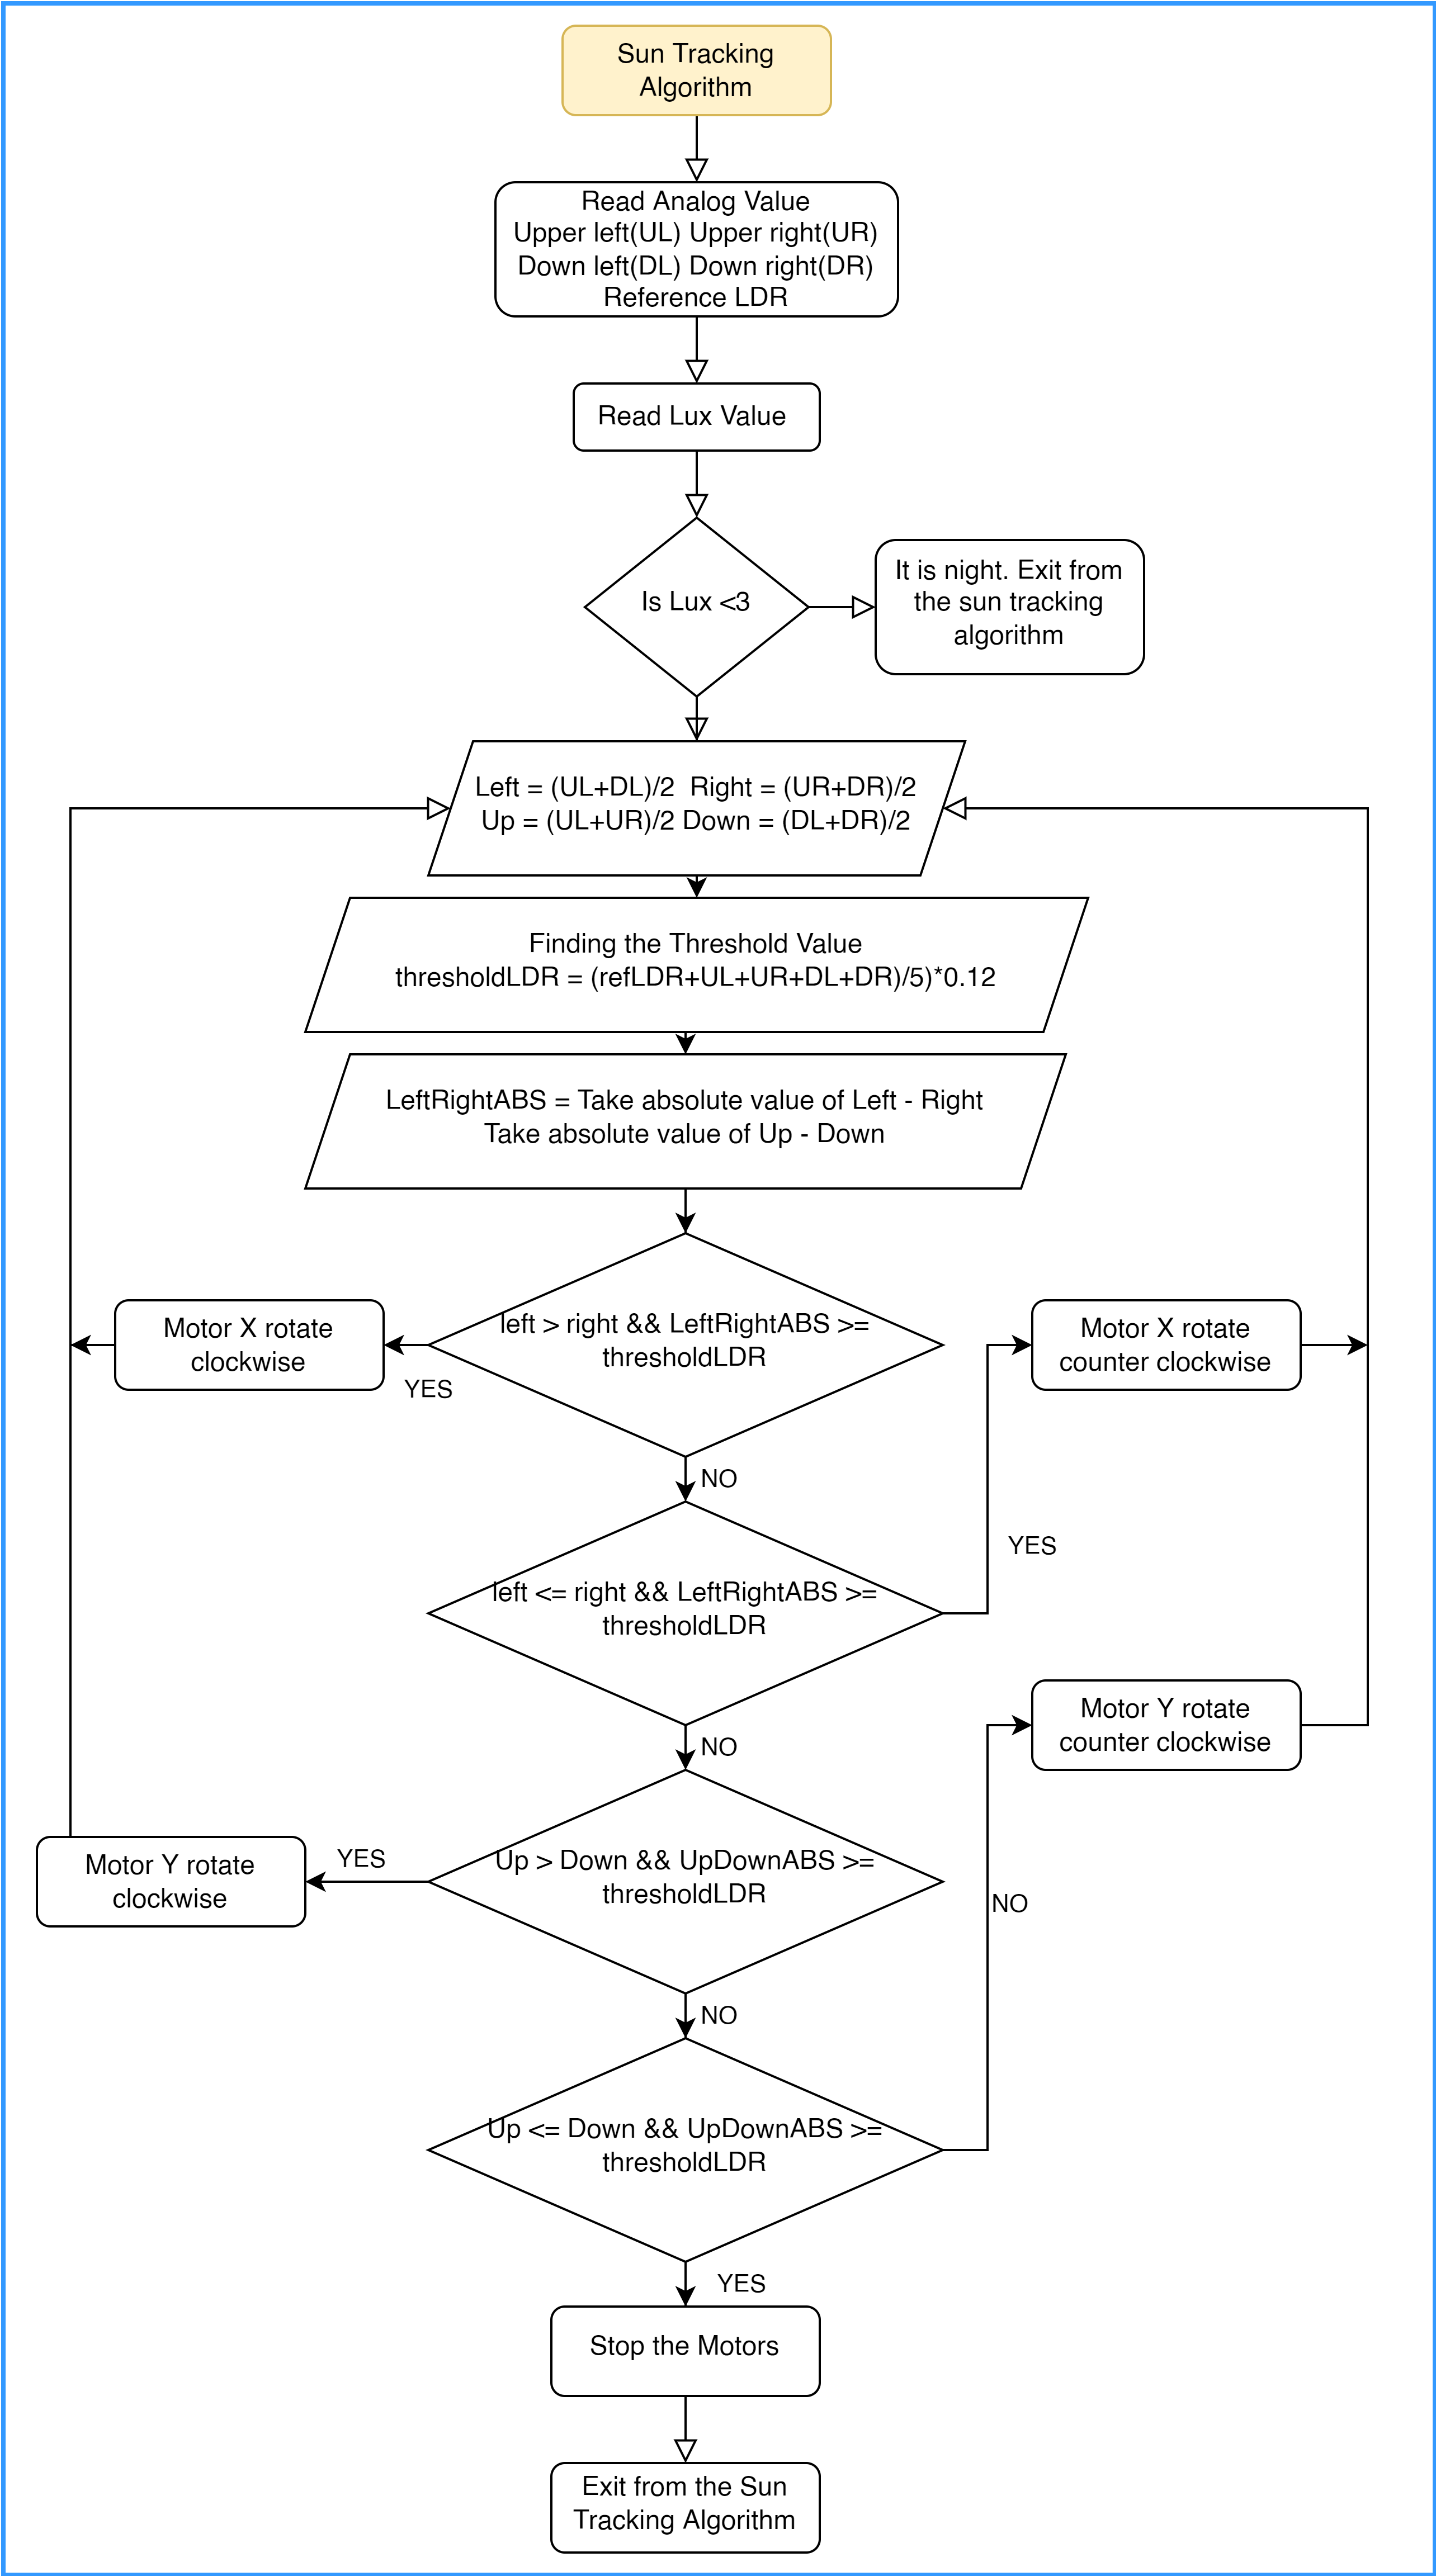 Sun Tracking
Algorithm
Read Analog Value
Upper left(UL) Upper right(UR)
Down left(DL) Down right(DR)
Reference LDR
Read Lux Value
Is Lux <3
It is night. Exit from
the sun tracking
algorithm
Left = (UL+DL)/2  Right = (UR+DR)/2
Up = (UL+UR)/2 Down = (DL+DR)/2
Finding the Threshold Value
thresholdLDR = (refLDR+UL+UR+DL+DR)/5)*0.12
LeftRightABS = Take absolute value of Left - Right
Take absolute value of Up - Down
left > right && LeftRightABS >=
thresholdLDR
Motor X rotate
clockwise
YES
Motor X rotate
counter clockwise
NO
YES
left <= right && LeftRightABS >=
thresholdLDR
Motor Y rotate
counter clockwise
NO
Up > Down && UpDownABS >=
thresholdLDR
YES
Motor Y rotate
clockwise
NO
NO
Up <= Down && UpDownABS >=
thresholdLDR
YES
Stop the Motors
Exit from the Sun
Tracking Algorithm